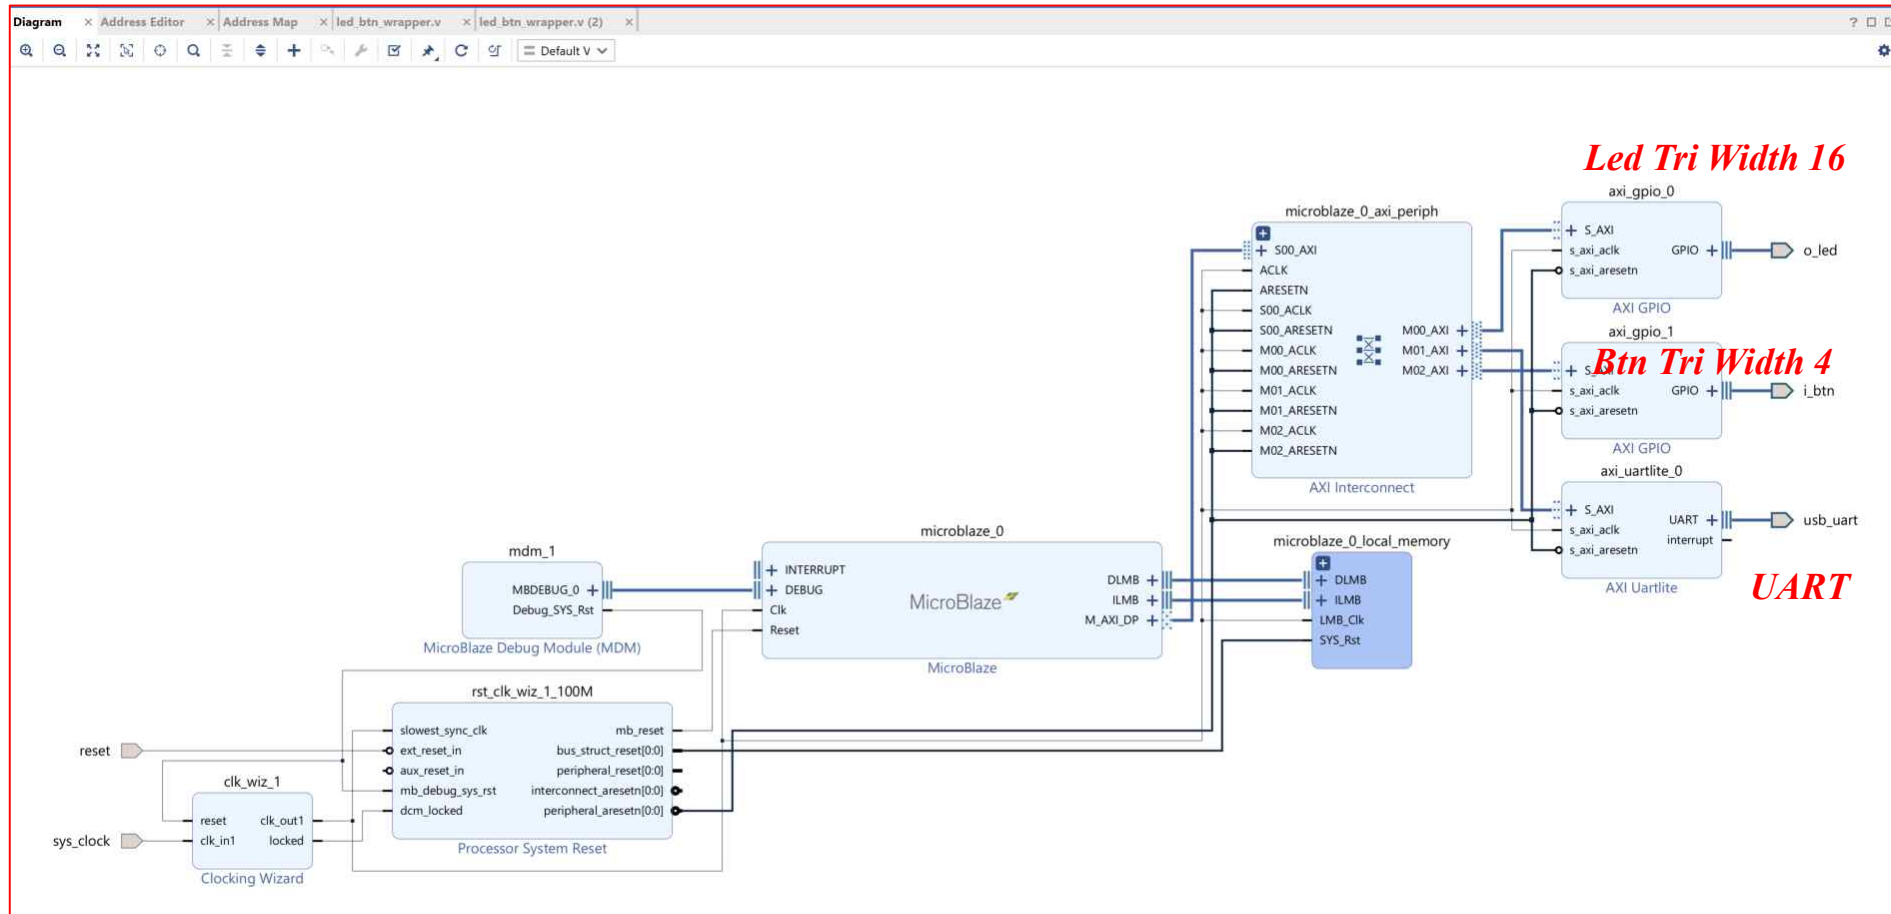 Diagram × Address Editor × Address Map × led_btn_wrapper.v × led_btn_wrapper.v (2) ×
Default V
Led Tri Width 16
axi_gpio_0
S_AXI
s_axi_aclk
s_axi_aresetn
GPIO
o_led
AXI GPIO
microblaze_0_axi_periph
S00_AXI
ACLK
ARESETN
S00_ACLK
S00_ARESETN
M00_ACLK
M00_ARESETN
M01_ACLK
M01_ARESETN
M02_ACLK
M02_ARESETN
M00_AXI
M01_AXI
M02_AXI
AXI Interconnect
axi_gpio_1
Btn Tri Width 4
S_AXI
s_axi_aclk
s_axi_aresetn
GPIO
i_btn
AXI GPIO
axi_uartlite_0
S_AXI
s_axi_aclk
s_axi_aresetn
UART
interrupt
usb_uart
AXI Uartlite
UART
microblaze_0
INTERRUPT
DEBUG
Clk
Reset
MicroBlaze
DLMB
ILMB
M_AXI_DP
MicroBlaze
microblaze_0_local_memory
DLMB
ILMB
LMB_Clk
SYS_Rst
mdm_1
MBDEBUG_0
Debug_SYS_Rst
MicroBlaze Debug Module (MDM)
rst_clk_wiz_1_100M
slowest_sync_clk
ext_reset_in
aux_reset_in
mb_debug_sys_rst
dcm_locked
mb_reset
bus_struct_reset[0:0]
peripheral_reset[0:0]
interconnect_aresetn[0:0]
peripheral_aresetn[0:0]
Processor System Reset
reset
sys_clock
clk_wiz_1
reset
clk_in1
clk_out1
locked
Clocking Wizard